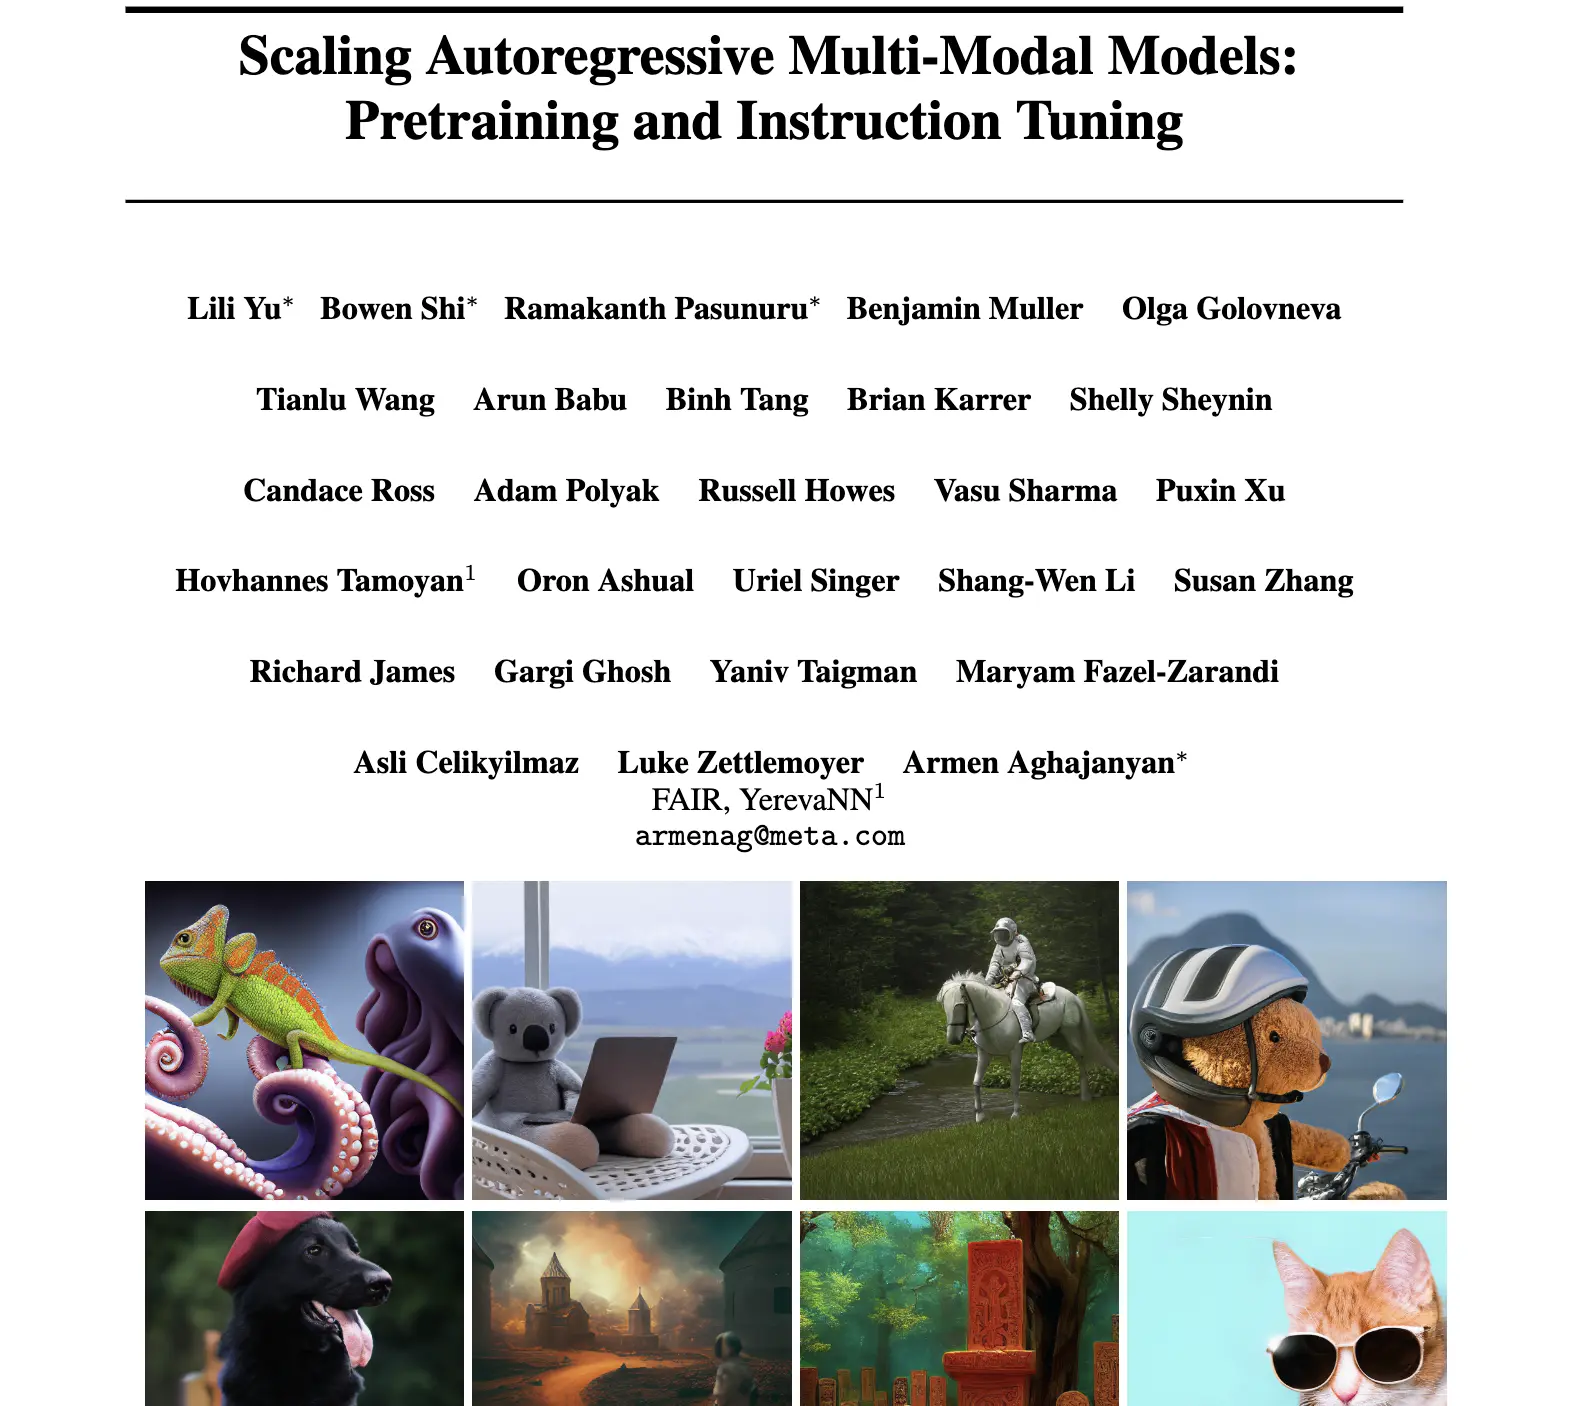 Scaling Autoregressive Multi-Modal Models:
Pretraining and Instruction Tuning
Lili Yu* Bowen Shi* Ramakanth Pasunuru* Benjamin Muller Olga Golovneva
Tianlu Wang Arun Babu Binh Tang Brian Karrer Shelly Sheynin
Candace Ross Adam Polyak Russell Howes Vasu Sharma Puxin Xu
Hovhannes Tamoyan¹ Oron Ashual Uriel Singer Shang-Wen Li Susan Zhang
Richard James Gargi Ghosh Yaniv Taigman Maryam Fazel-Zarandi
Asli Celikyilmaz Luke Zettlemoyer Armen Aghajanyan*
FAIR, YerevaNN¹
armenag@meta.com